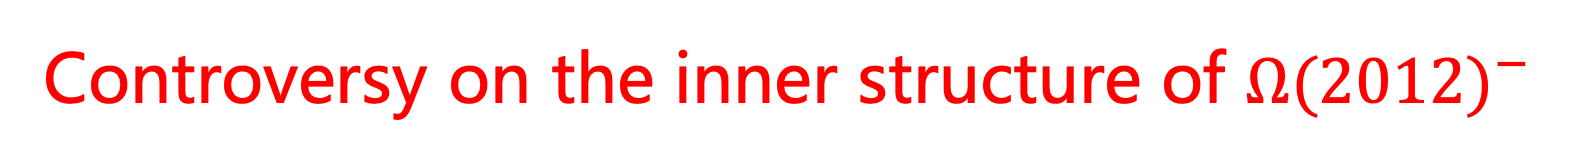 Controversy on the inner structure of Ω(2012)⁻